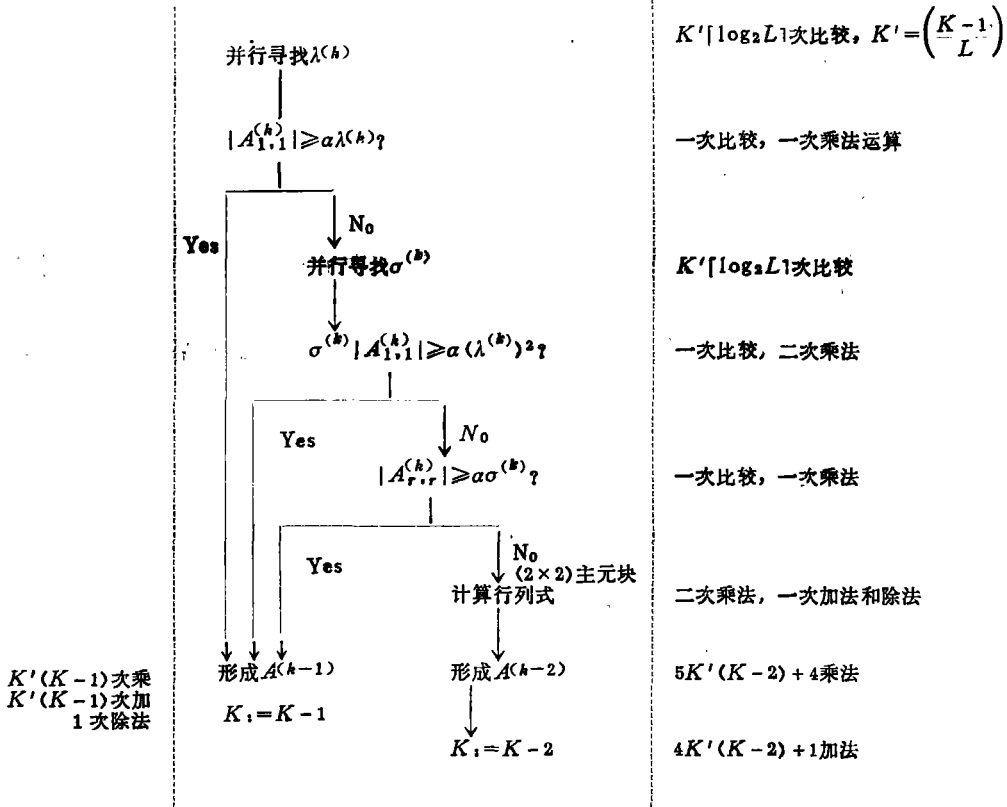 并行寻找λ(k)
K′⌈log₂L⌉次比较，K′=(K-1/L)
|A₁,₁(k)|≥αλ(k)?
一次比较，一次乘法运算
Yes
No
并行寻找σ(k)
K′⌈log₂L⌉次比较
σ(k)|A₁,₁(k)|≥α(λ(k))²?
一次比较，二次乘法
Yes
No
|Aᵣ,ᵣ(k)|≥ασ(k)?
一次比较，一次乘法
Yes
No
(2×2)主元块
计算行列式
二次乘法，一次加法和除法
K′(K-1)次乘
K′(K-1)次加
1次除法
形成A(k-1)
形成A(k-2)
5K′(K-2)+4乘法
K:=K-1
K:=K-2
4K′(K-2)+1加法